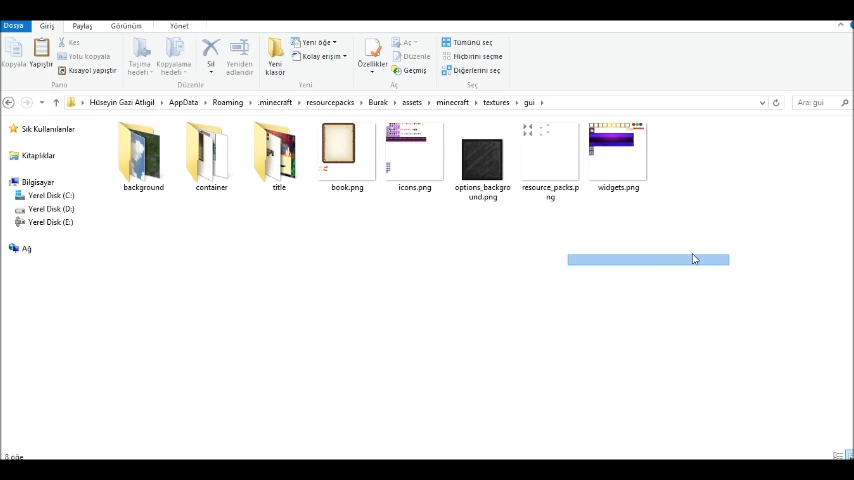 Dosya Giriş Paylaş Görünüm Yönet
Kopyala
Yapıştır
Kes
Yolu kopyala
Kısayol yapıştır
Pano
Taşıma hedefi
Kopyalama hedefi
Sil
Yeniden adlandır
Düzenle
Yeni klasör
Yeni öğe
Kolay erişim
Yeni
Özellikler
Aç
Düzenle
Geçmiş
Aç
Tümünü seç
Hiçbirini seçme
Diğerlerini seç
Seç
Hüseyin Gazi Atlıgil AppData Roaming .minecraft resourcepacks Burak assets minecraft textures gui
Ara: gui
Sık Kullanılanlar
Kitaplıklar
Bilgisayar
Yerel Disk (C:)
Yerel Disk (D:)
Yerel Disk (E:)
Ağ
background
container
title
book.png
icons.png
options_backgro
und.png
resource_packs.p
ng
widgets.png
8 öğe